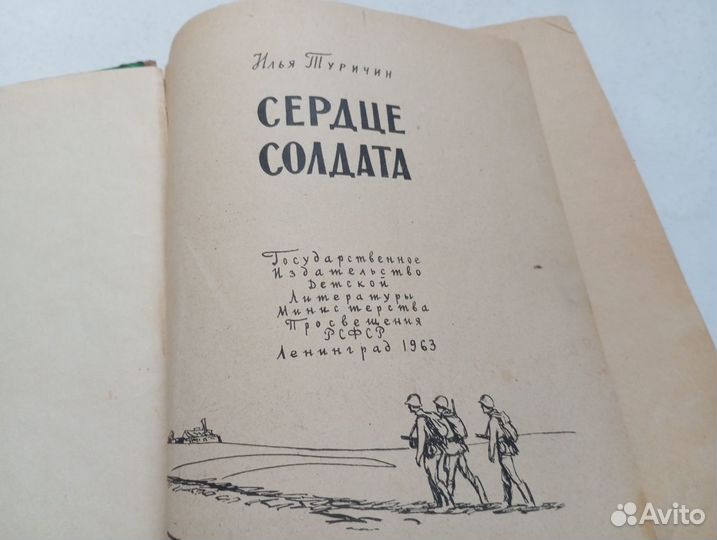 Илья Туричин
СЕРДЦЕ
СОЛДАТА
Государственное
Издательство
Детской
Литературы
Министерства
Просвещения
РСФСР
Ленинград 1963
Avito